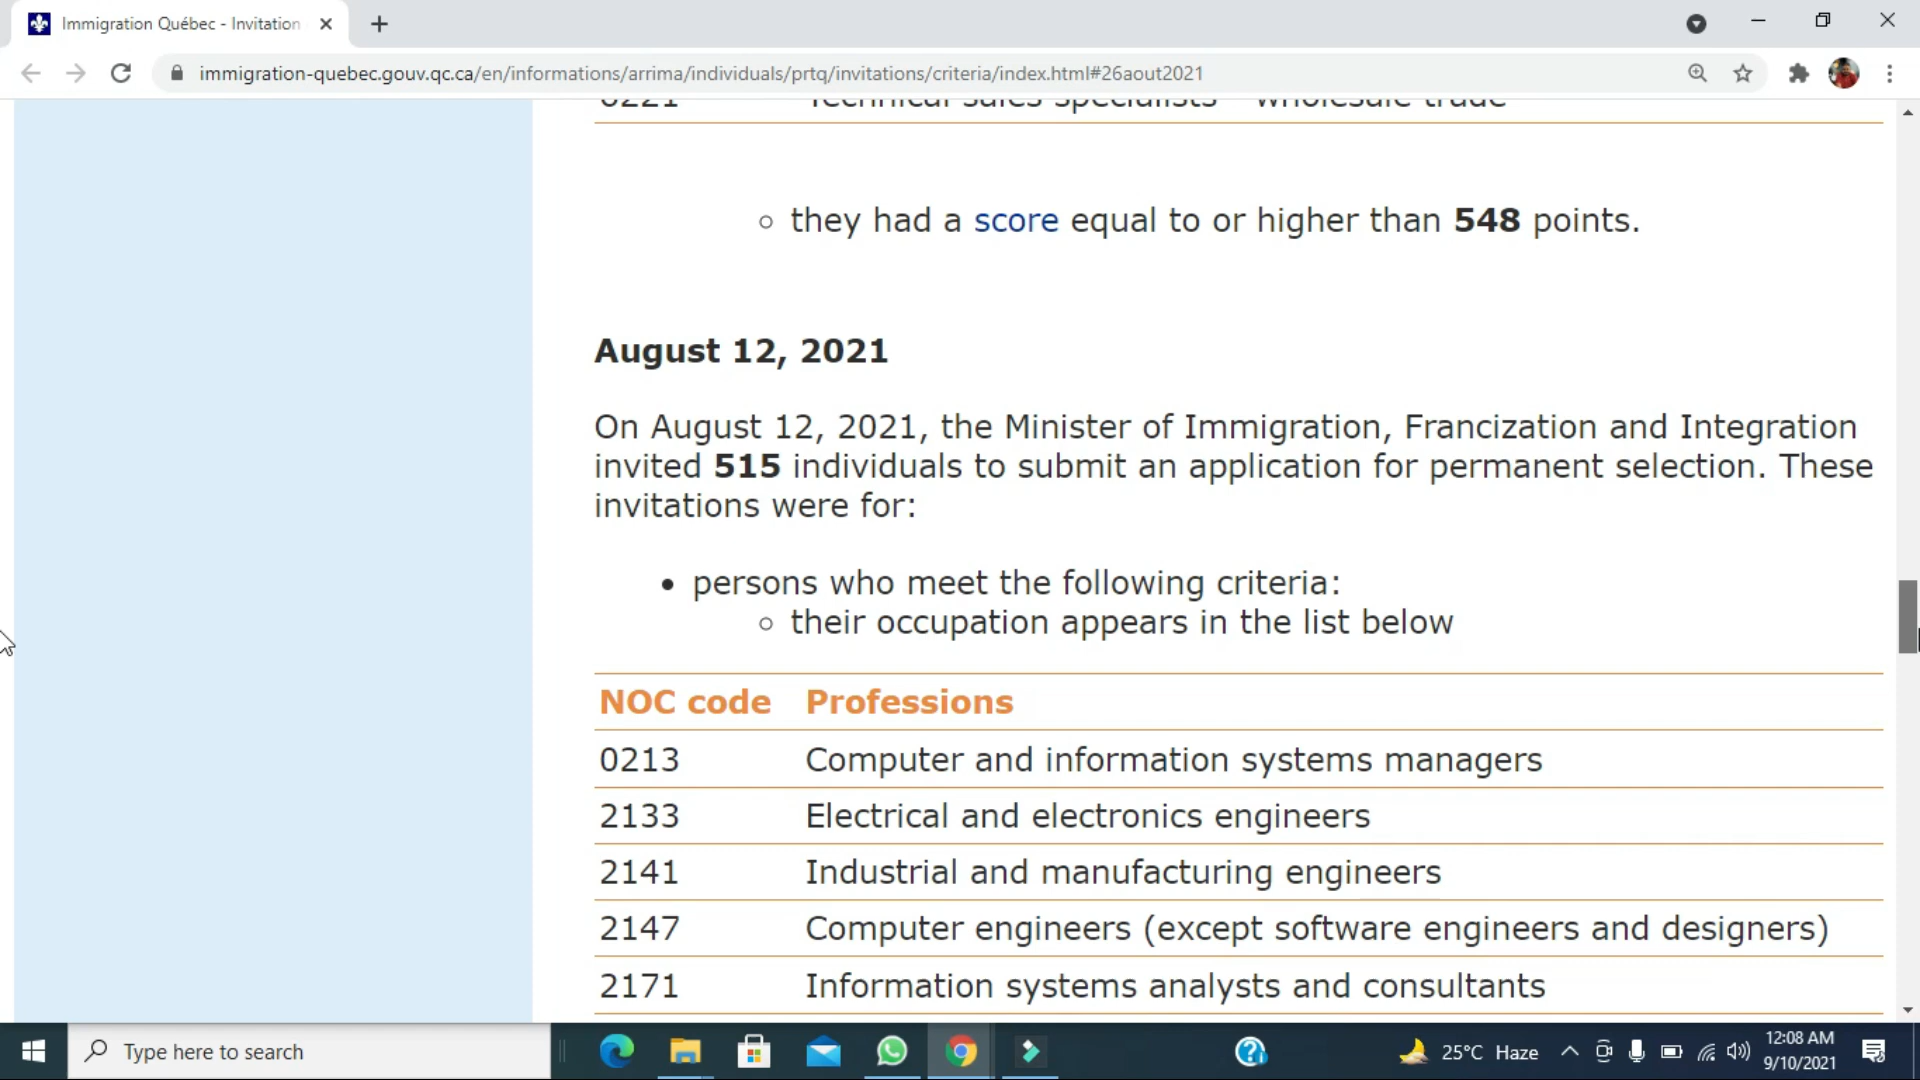 Immigration Québec - Invitation
immigration-quebec.gouv.qc.ca/en/informations/arrima/individuals/prtq/invitations/criteria/index.html#26aout2021
Technical sales specialists – wholesale trade
they had a score equal to or higher than 548 points.
August 12, 2021
On August 12, 2021, the Minister of Immigration, Francization and Integration
invited 515 individuals to submit an application for permanent selection. These
invitations were for:
persons who meet the following criteria:
their occupation appears in the list below
NOC code Professions
0213 Computer and information systems managers
2133 Electrical and electronics engineers
2141 Industrial and manufacturing engineers
2147 Computer engineers (except software engineers and designers)
2171 Information systems analysts and consultants
Type here to search
25°C Haze
12:08 AM
9/10/2021